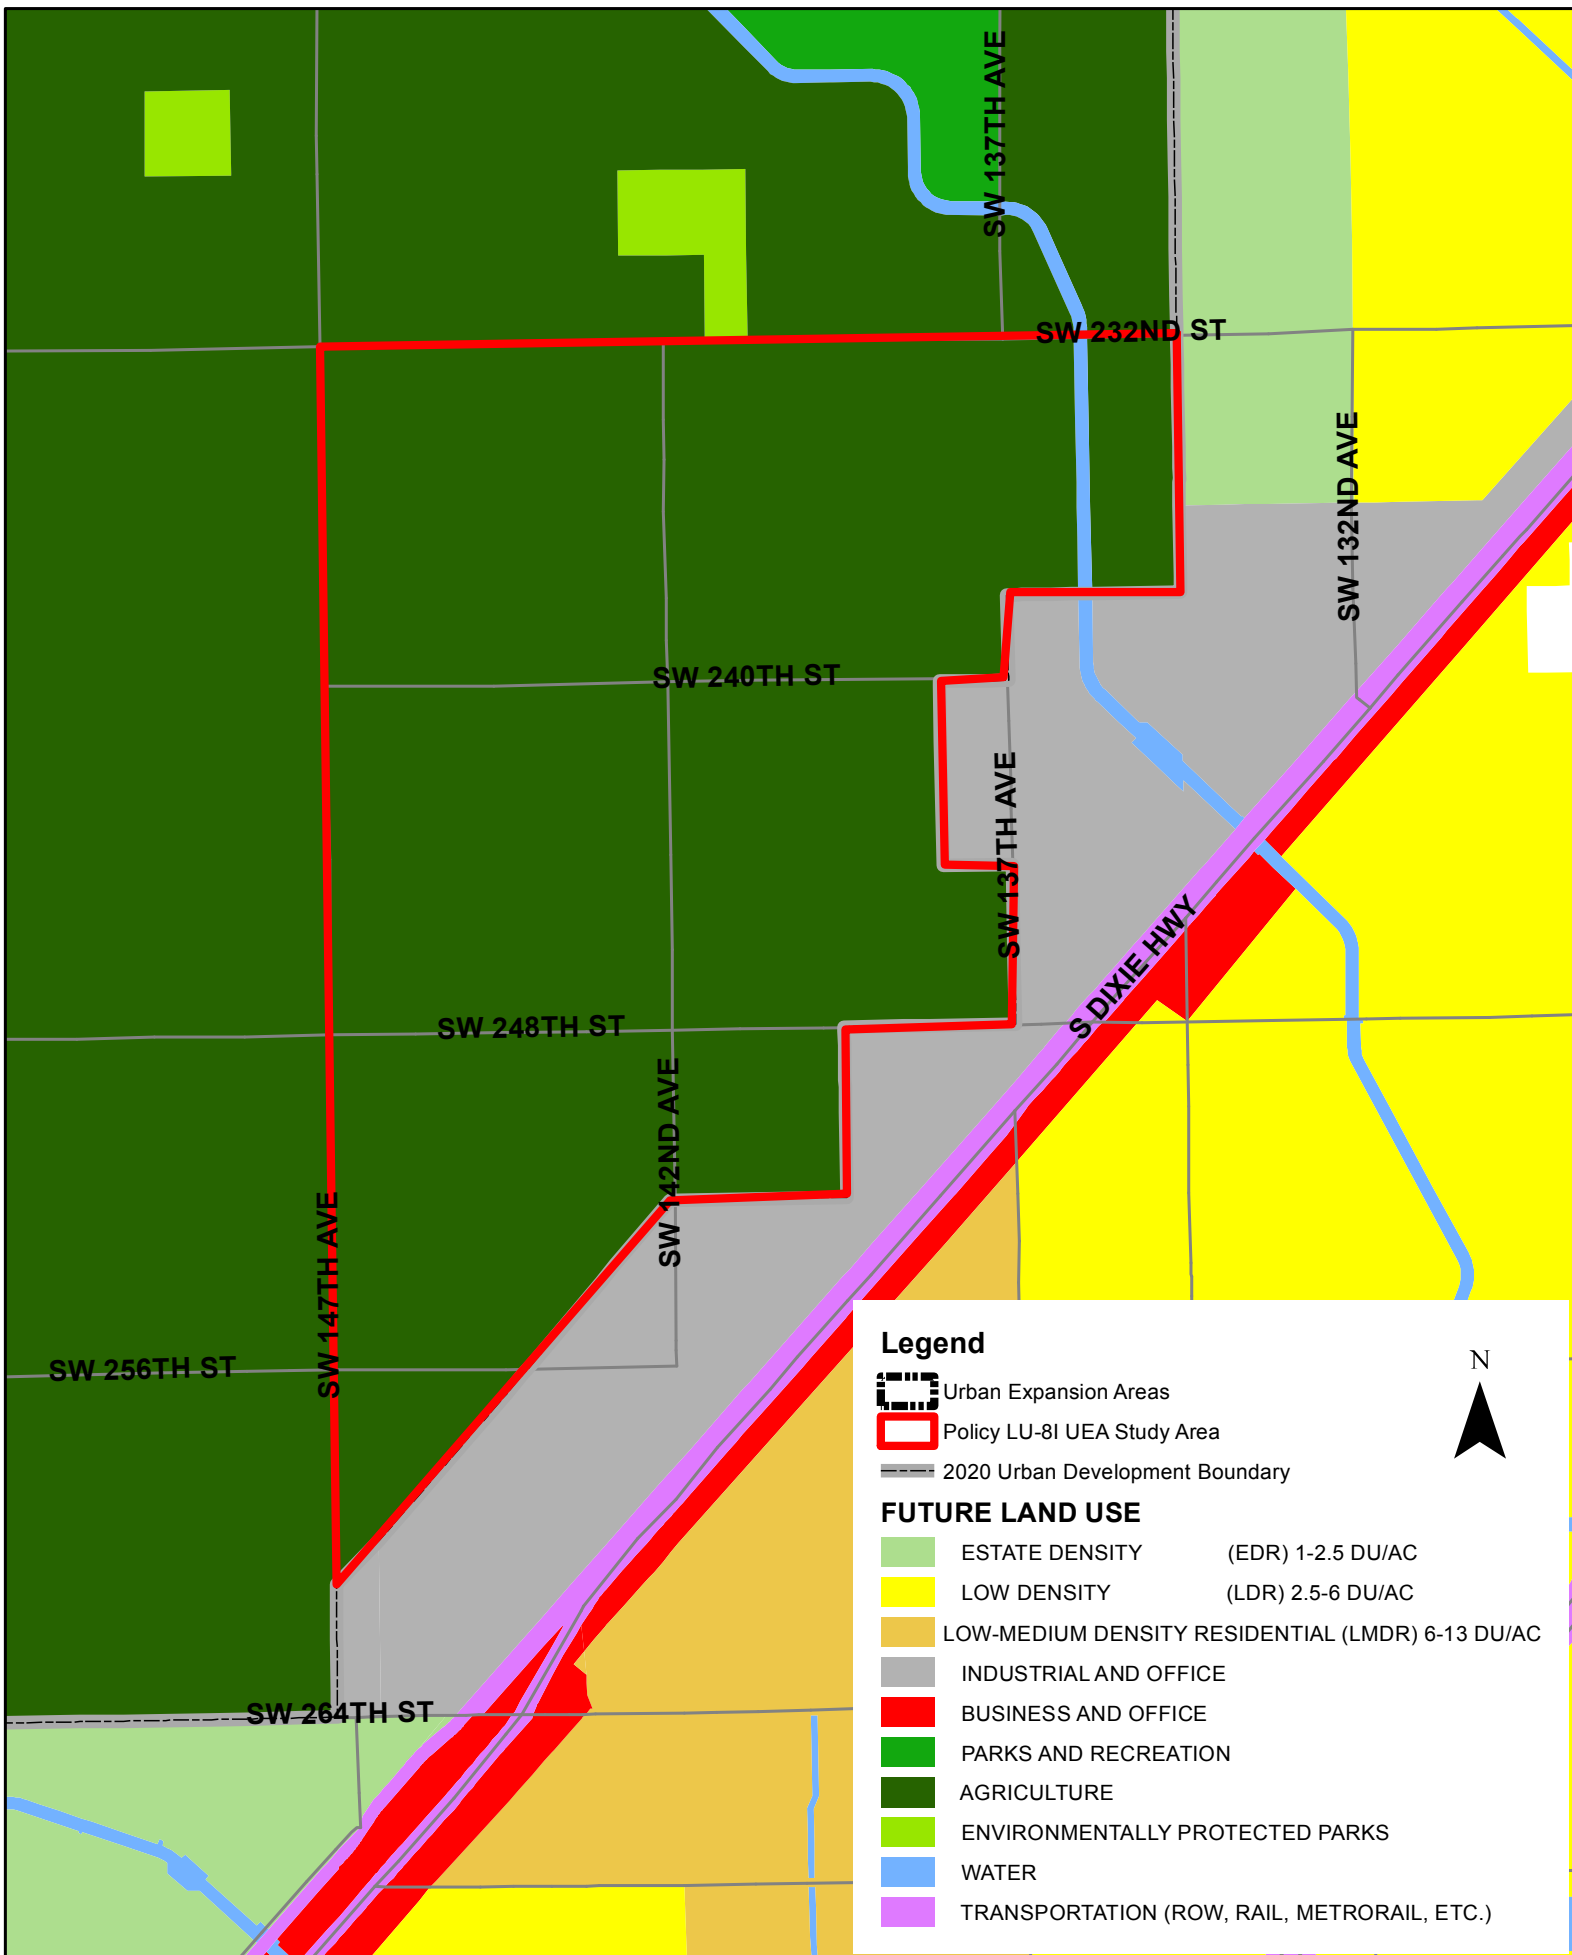 SW 137TH AVE
SW 232ND ST
SW 132ND AVE
SW 240TH ST
SW 137TH AVE
S DIXIE HWY
SW 248TH ST
SW 142ND AVE
SW 147TH AVE
SW 256TH ST
SW 264TH ST
Legend
N
Urban Expansion Areas
Policy LU-8I UEA Study Area
2020 Urban Development Boundary
FUTURE LAND USE
ESTATE DENSITY (EDR) 1-2.5 DU/AC
LOW DENSITY (LDR) 2.5-6 DU/AC
LOW-MEDIUM DENSITY RESIDENTIAL (LMDR) 6-13 DU/AC
INDUSTRIAL AND OFFICE
BUSINESS AND OFFICE
PARKS AND RECREATION
AGRICULTURE
ENVIRONMENTALLY PROTECTED PARKS
WATER
TRANSPORTATION (ROW, RAIL, METRORAIL, ETC.)